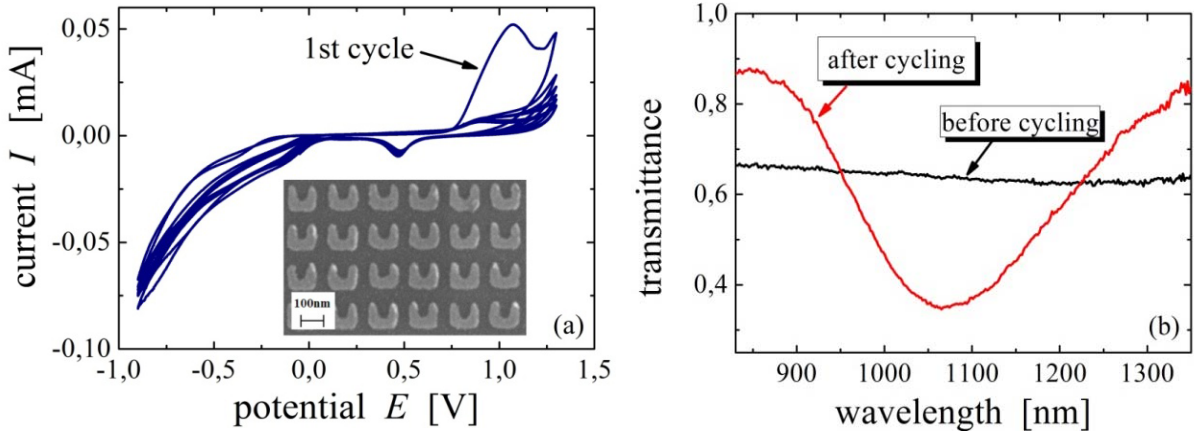 0,05
0,00
-0,05
-0,10
current I [mA]
1st cycle
100nm
(a)
-1,0 -0,5 0,0 0,5 1,0 1,5
potential E [V]
1,0
0,8
0,6
0,4
transmittance
after cycling
before cycling
(b)
900 1000 1100 1200 1300
wavelength [nm]